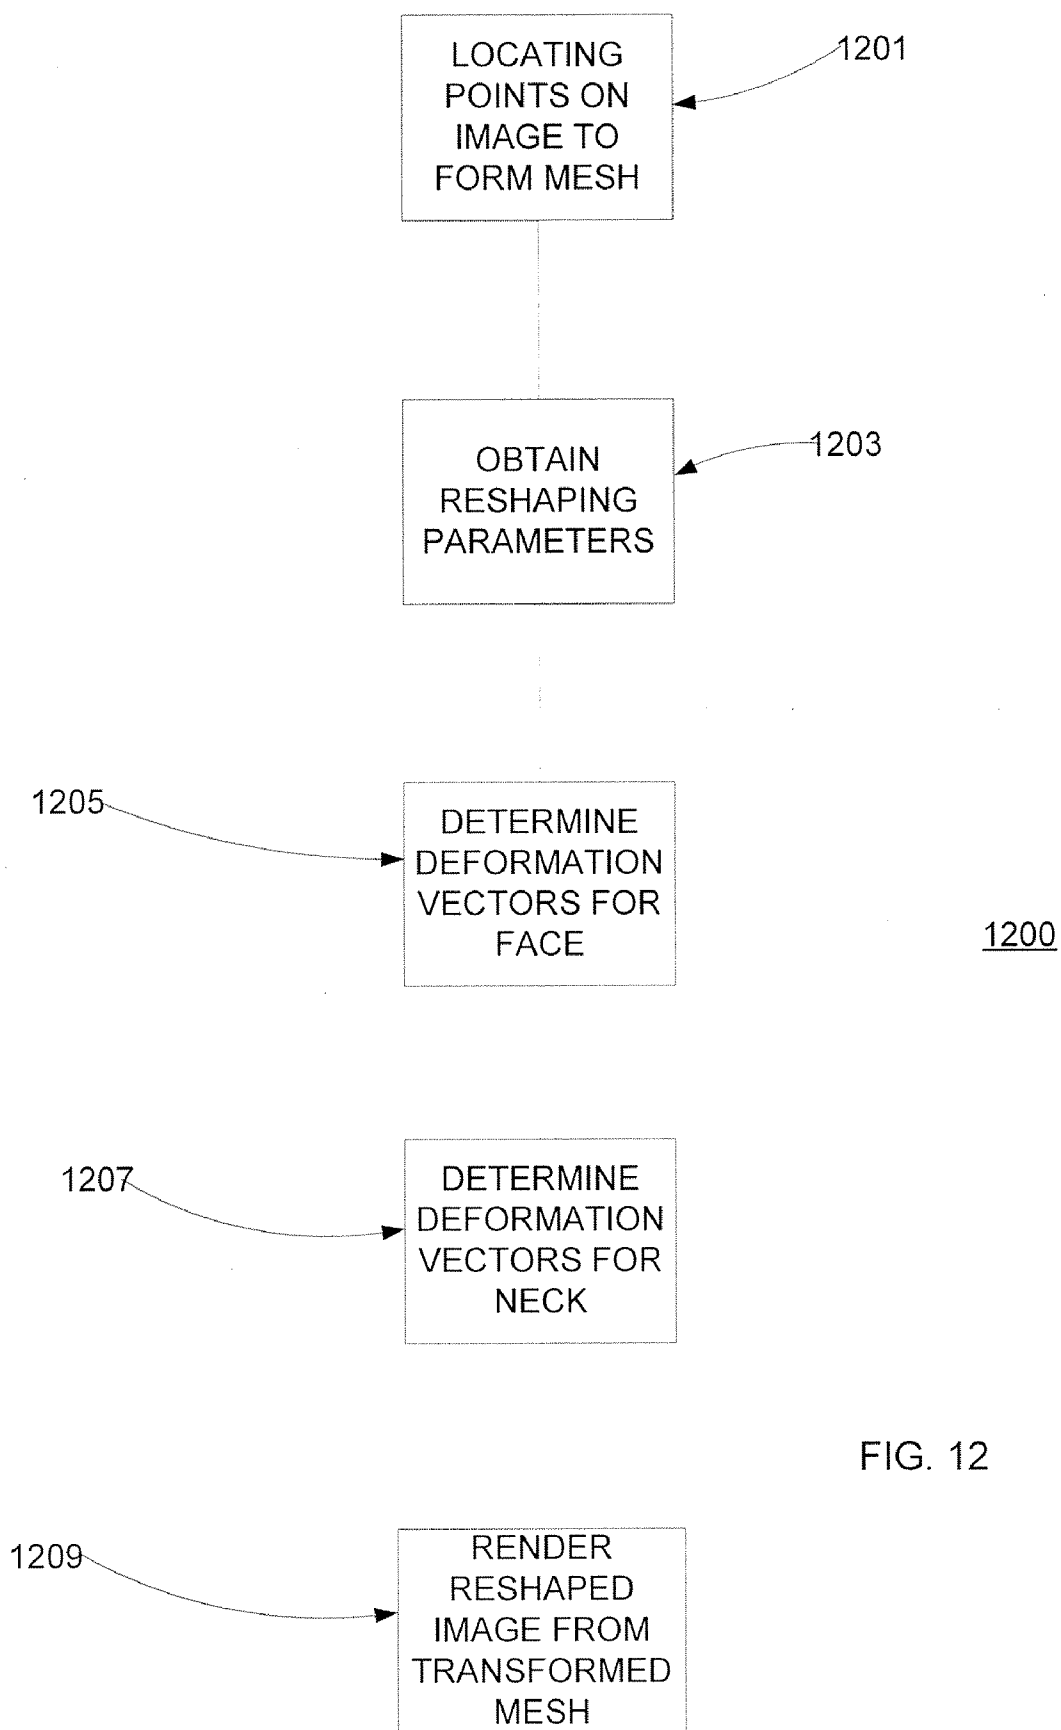 LOCATING
POINTS ON
IMAGE TO
FORM MESH
1201
OBTAIN
RESHAPING
PARAMETERS
1203
1205
DETERMINE
DEFORMATION
VECTORS FOR
FACE
1200
1207
DETERMINE
DEFORMATION
VECTORS FOR
NECK
FIG. 12
1209
RENDER
RESHAPED
IMAGE FROM
TRANSFORMED
MESH